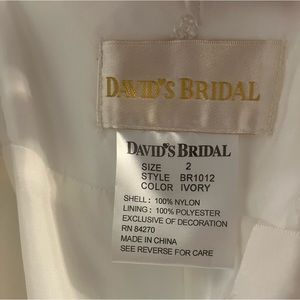 DAVID'S BRIDAL
DAVID'S BRIDAL
SIZE 2
STYLE BR1012
COLOR IVORY
SHELL : 100% NYLON
LINING : 100% POLYESTER
EXCLUSIVE OF DECORATION
RN 84270
MADE IN CHINA
SEE REVERSE FOR CARE